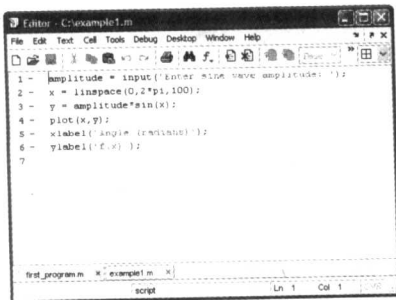 Editor - C:\example1.m
File Edit Text Cell Tools Debug Desktop Window Help
1 - amplitude = input('Enter sine wave amplitude: ');
2 - x = linspace(0,2*pi,100);
3 - y = amplitude*sin(x);
4 - plot(x,y);
5 - xlabel('Angle (radians)');
6 - ylabel('f(x)');
7
first_program.m × example1.m ×
script Ln 1 Col 1